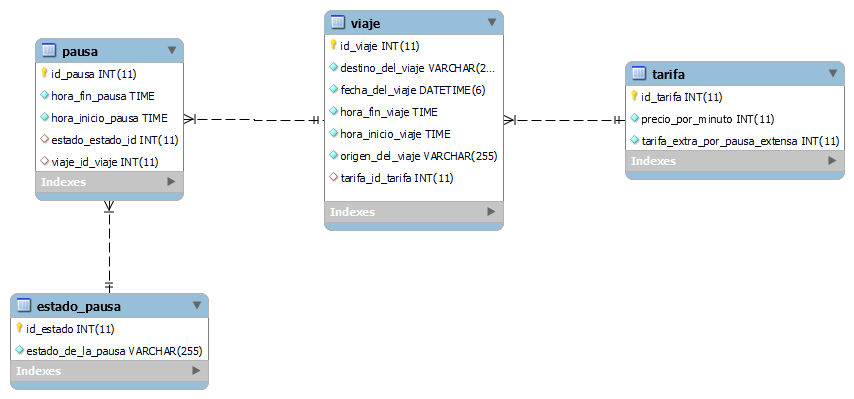 pausa
id_pausa INT(11)
hora_fin_pausa TIME
hora_inicio_pausa TIME
estado_estado_id INT(11)
viaje_id_viaje INT(11)
Indexes
viaje
id_viaje INT(11)
destino_del_viaje VARCHAR(2...
fecha_del_viaje DATETIME(6)
hora_fin_viaje TIME
hora_inicio_viaje TIME
origen_del_viaje VARCHAR(255)
tarifa_id_tarifa INT(11)
Indexes
tarifa
id_tarifa INT(11)
precio_por_minuto INT(11)
tarifa_extra_por_pausa_extensa INT(11)
Indexes
estado_pausa
id_estado INT(11)
estado_de_la_pausa VARCHAR(255)
Indexes